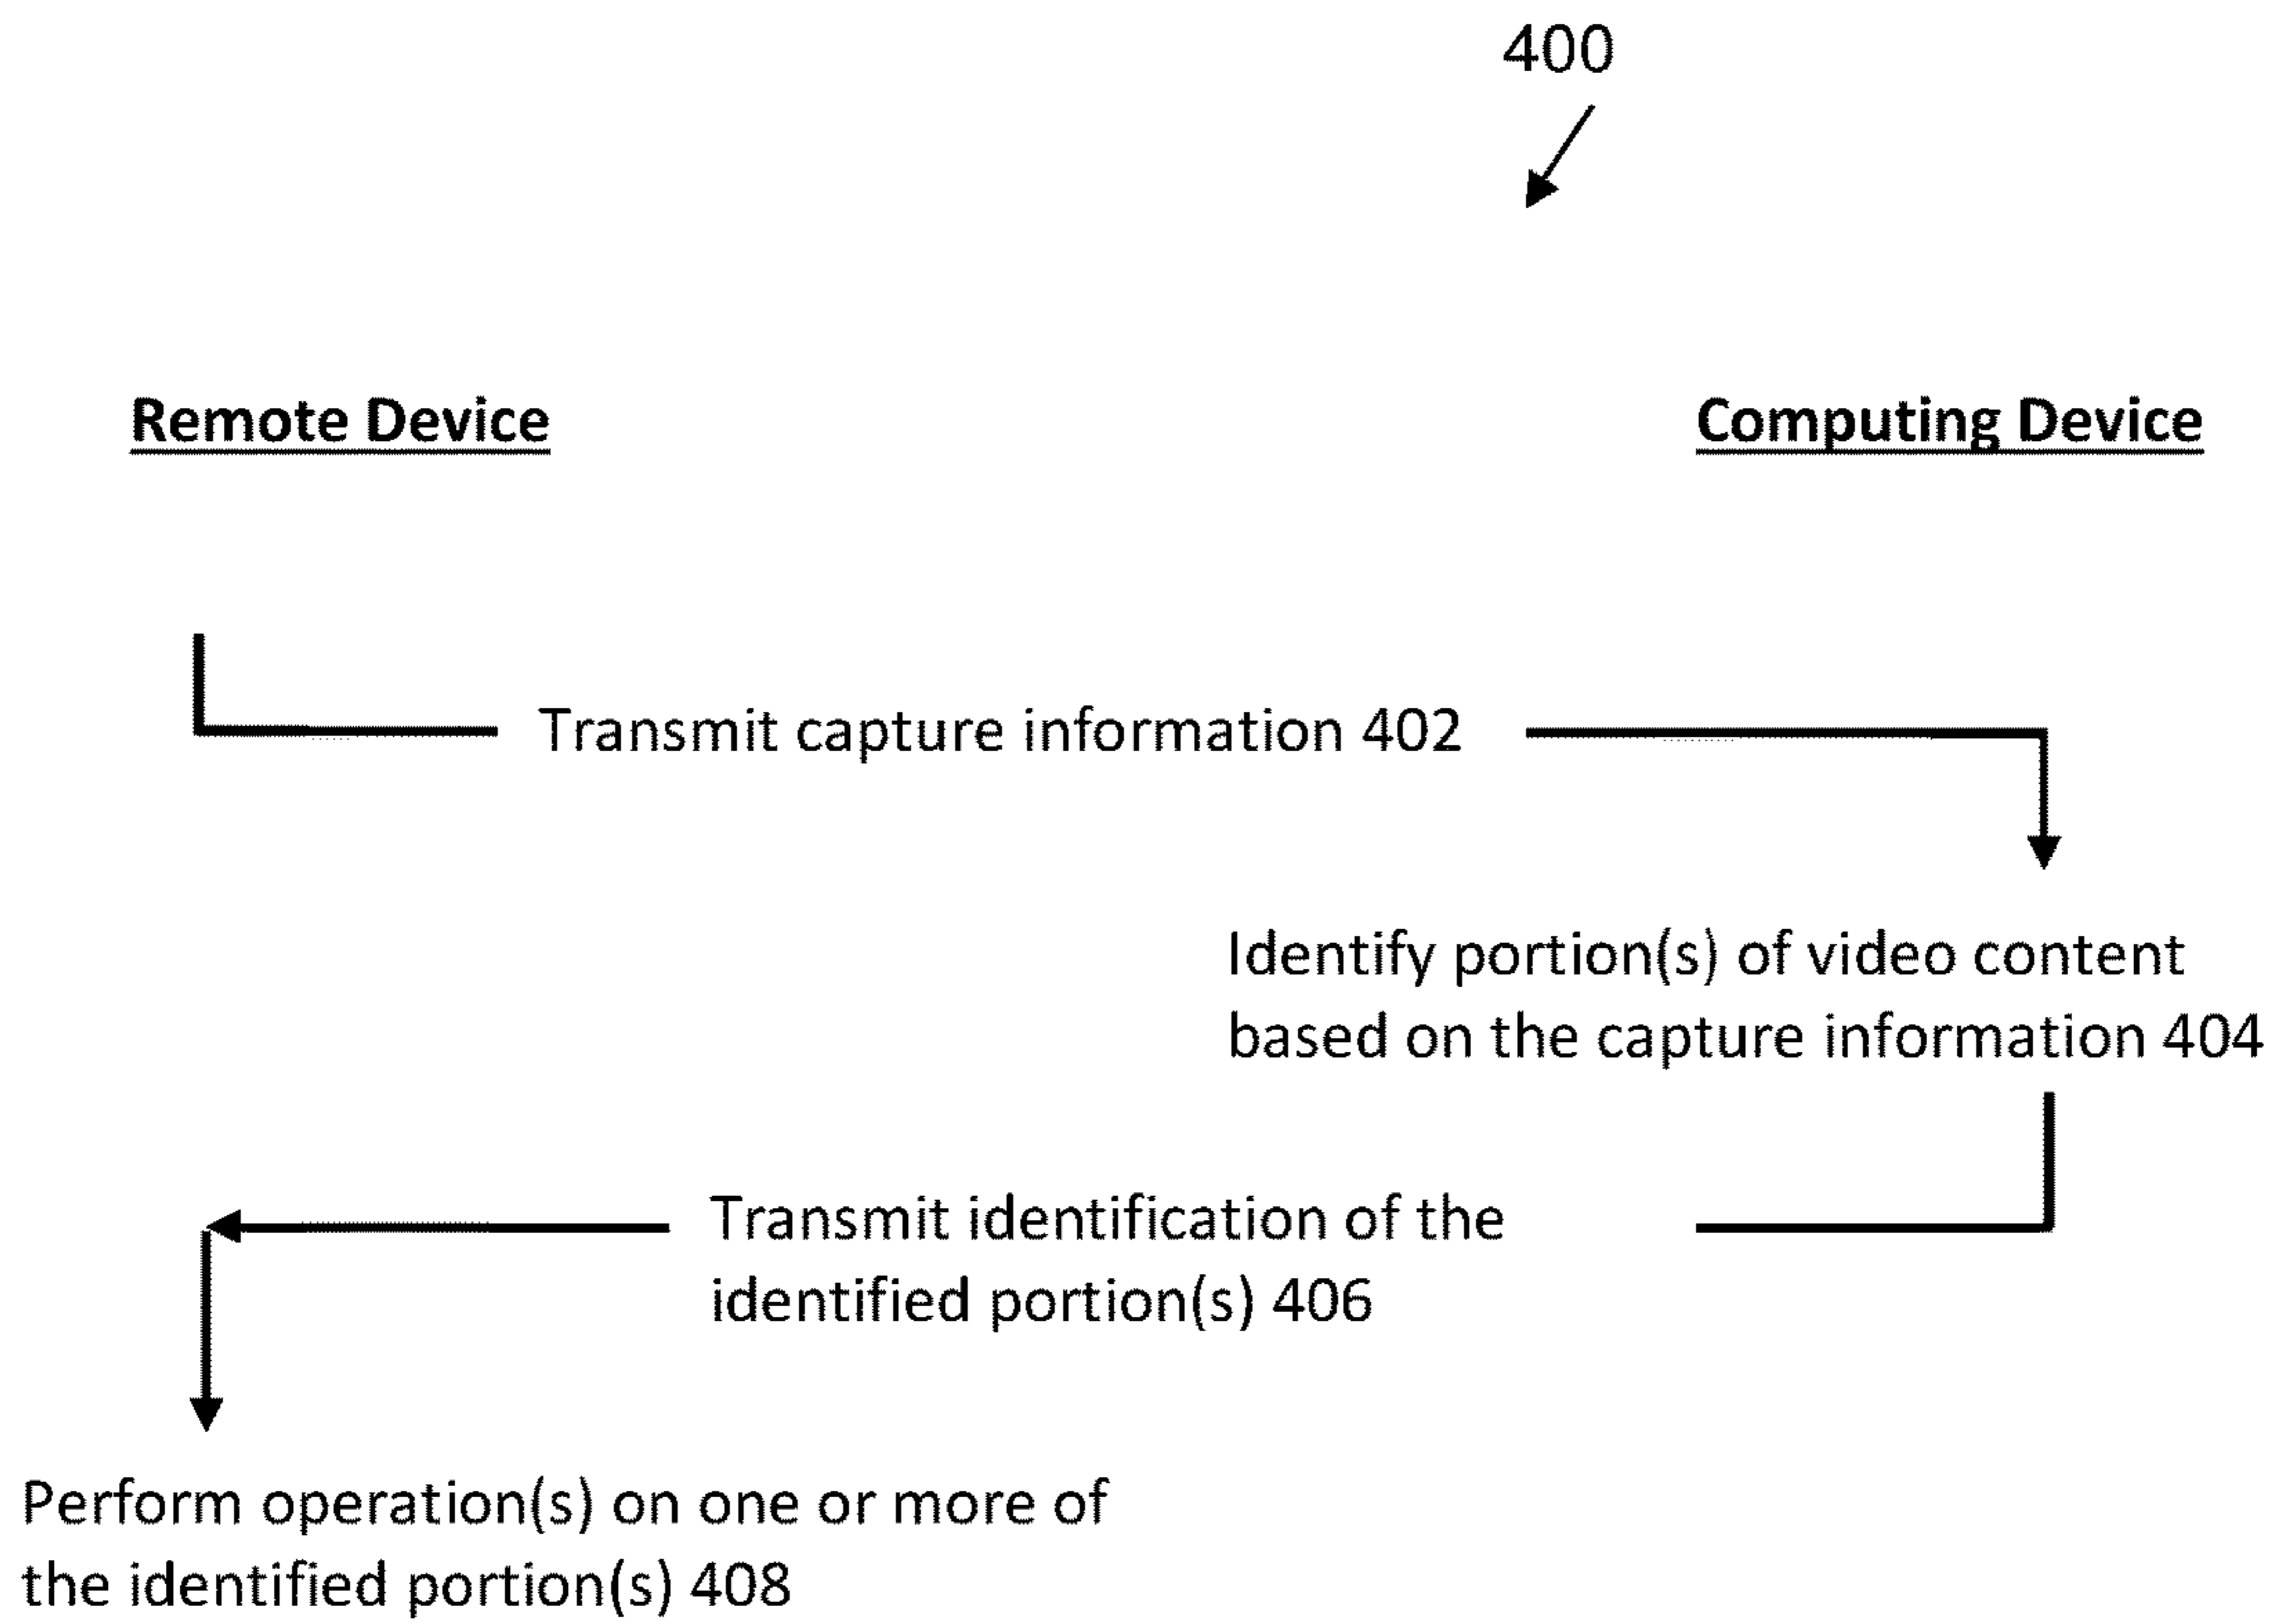 400
Remote Device
Computing Device
Transmit capture information 402
Identify portion(s) of video content
based on the capture information 404
Transmit identification of the
identified portion(s) 406
Perform operation(s) on one or more of
the identified portion(s) 408